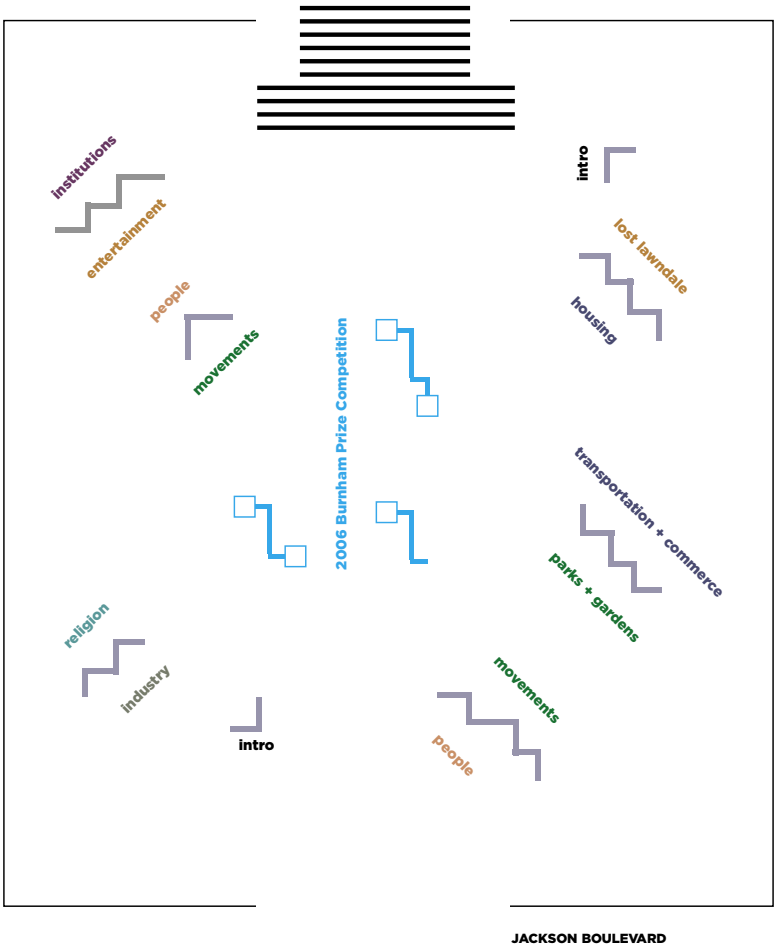 institutions
entertainment
people
movements
intro
lost lawndale
housing
2006 Burnham Prize Competition
transportation + commerce
parks + gardens
religion
industry
intro
movements
people
JACKSON BOULEVARD